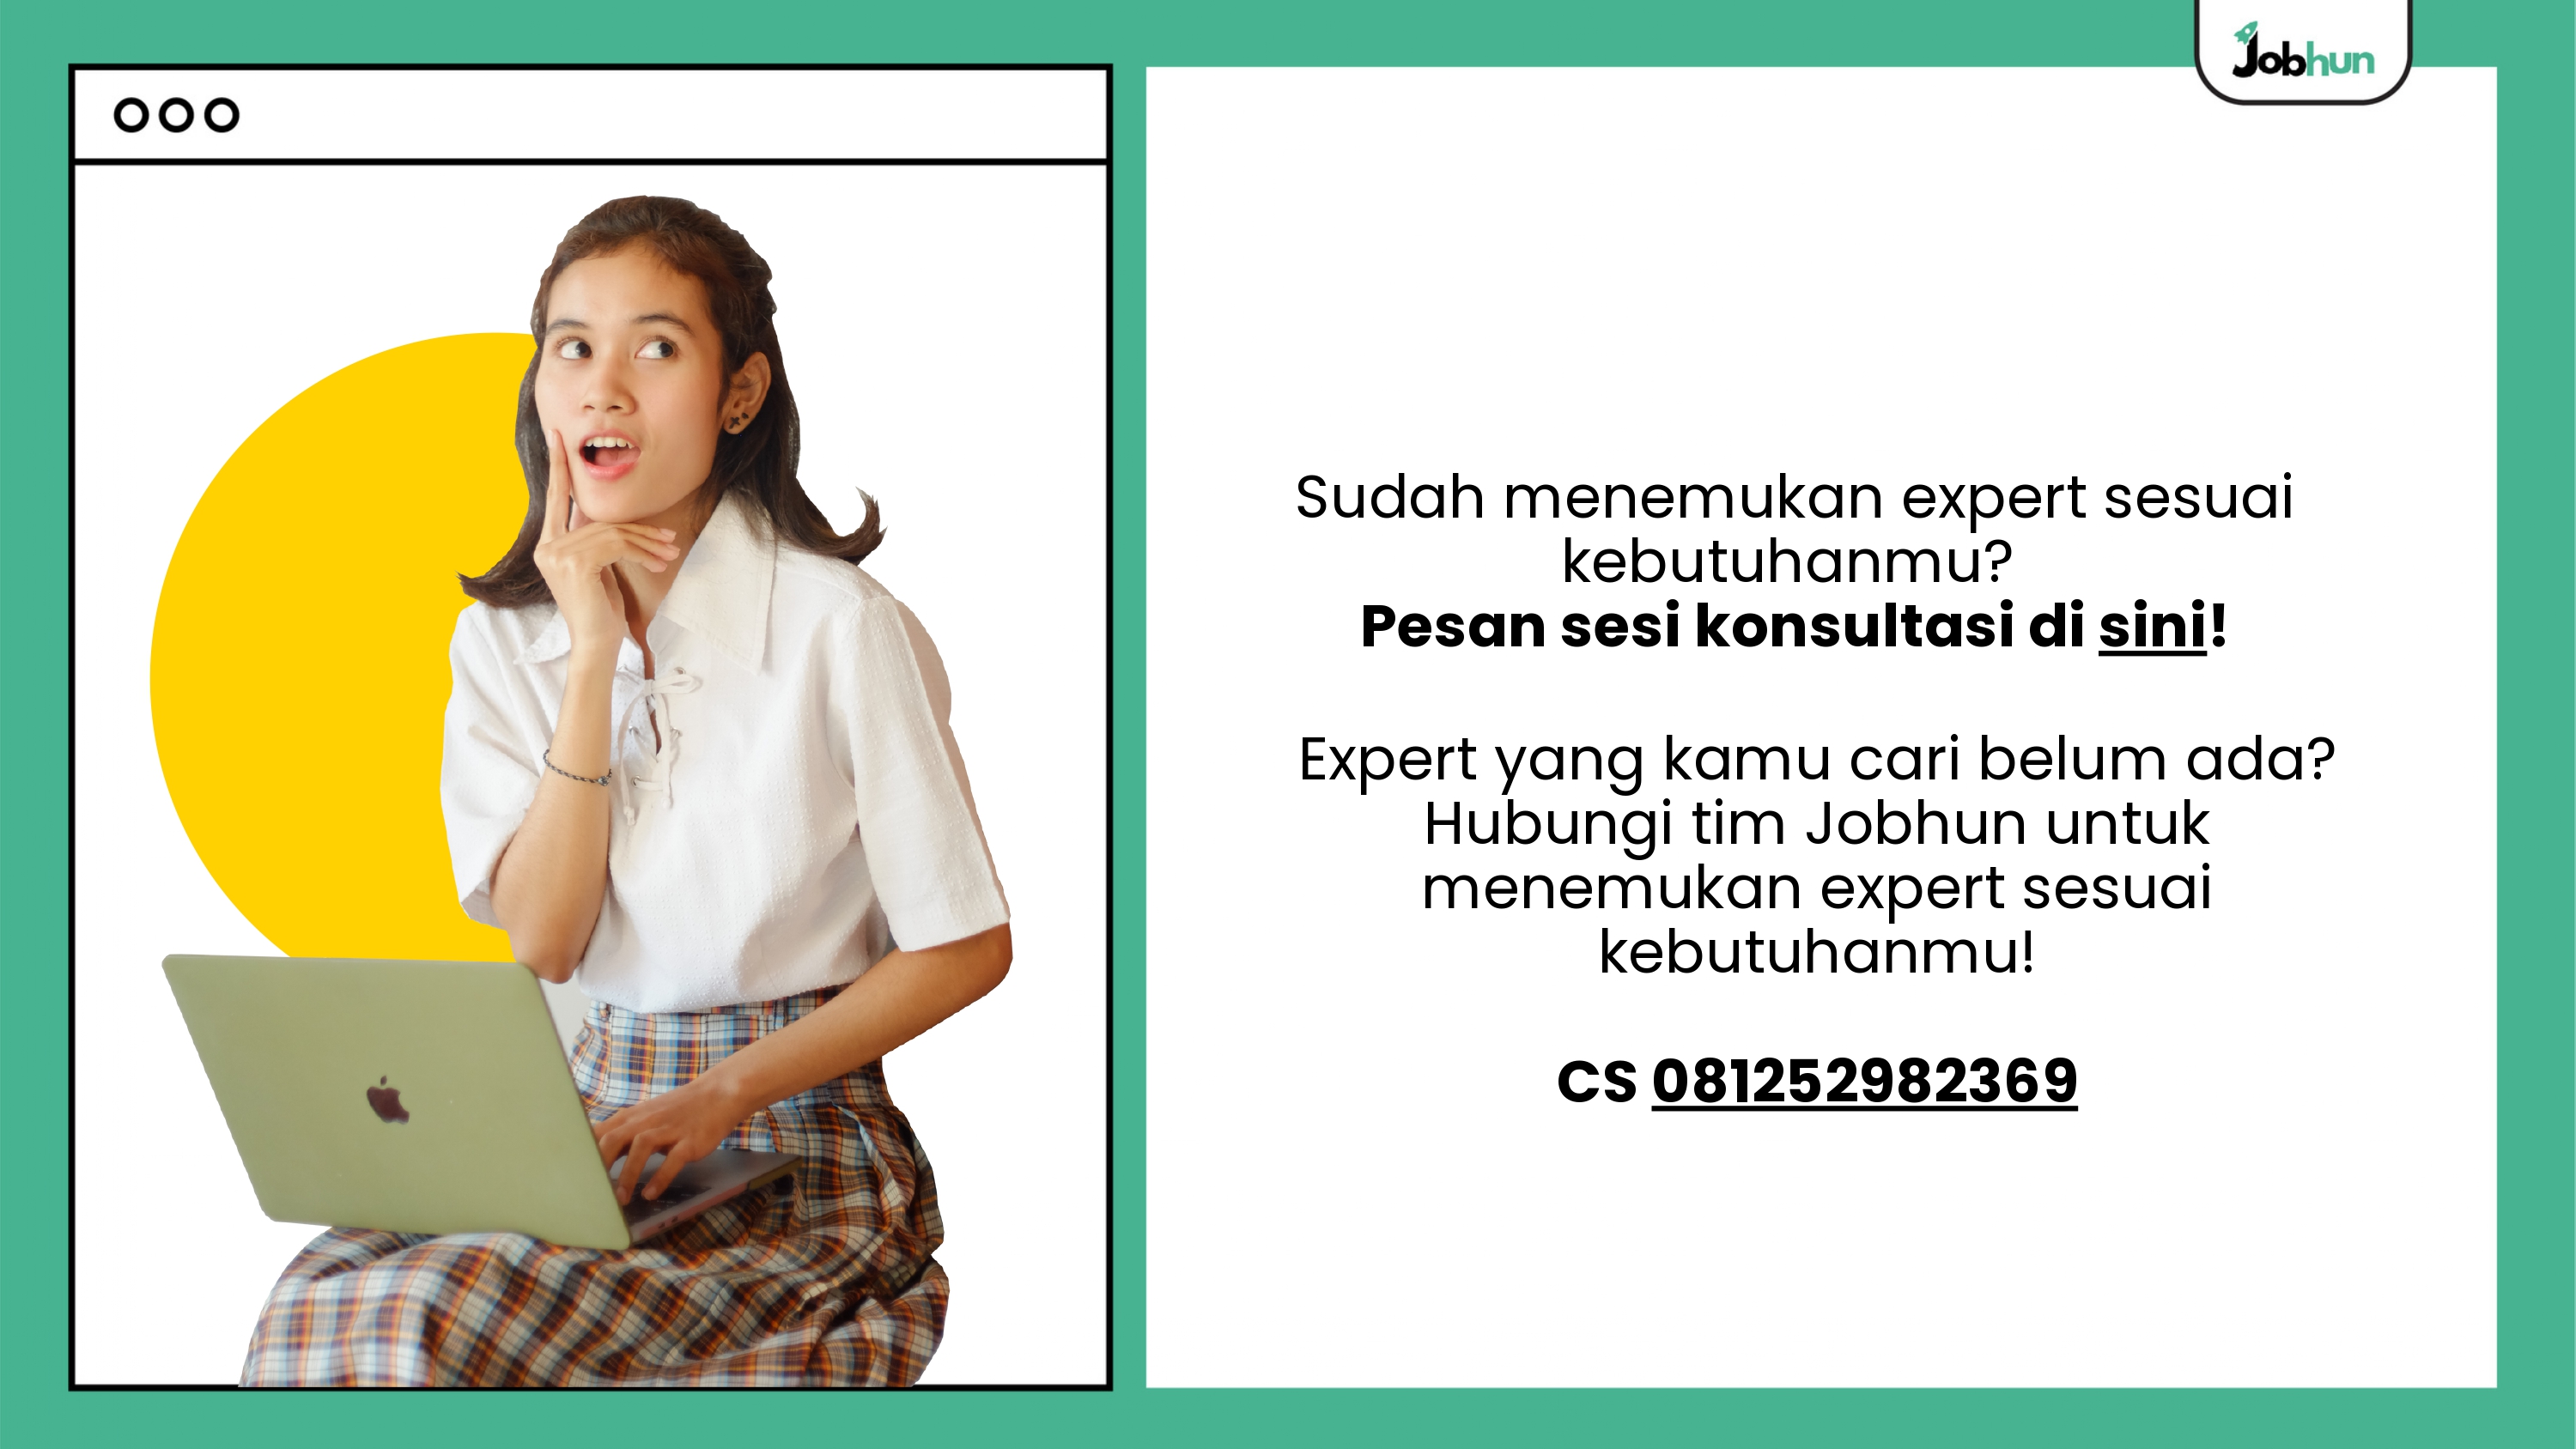 Jobhun
Sudah menemukan expert sesuai
kebutuhanmu?
Pesan sesi konsultasi di sini!
Expert yang kamu cari belum ada?
Hubungi tim Jobhun untuk
menemukan expert sesuai
kebutuhanmu!
CS 081252982369